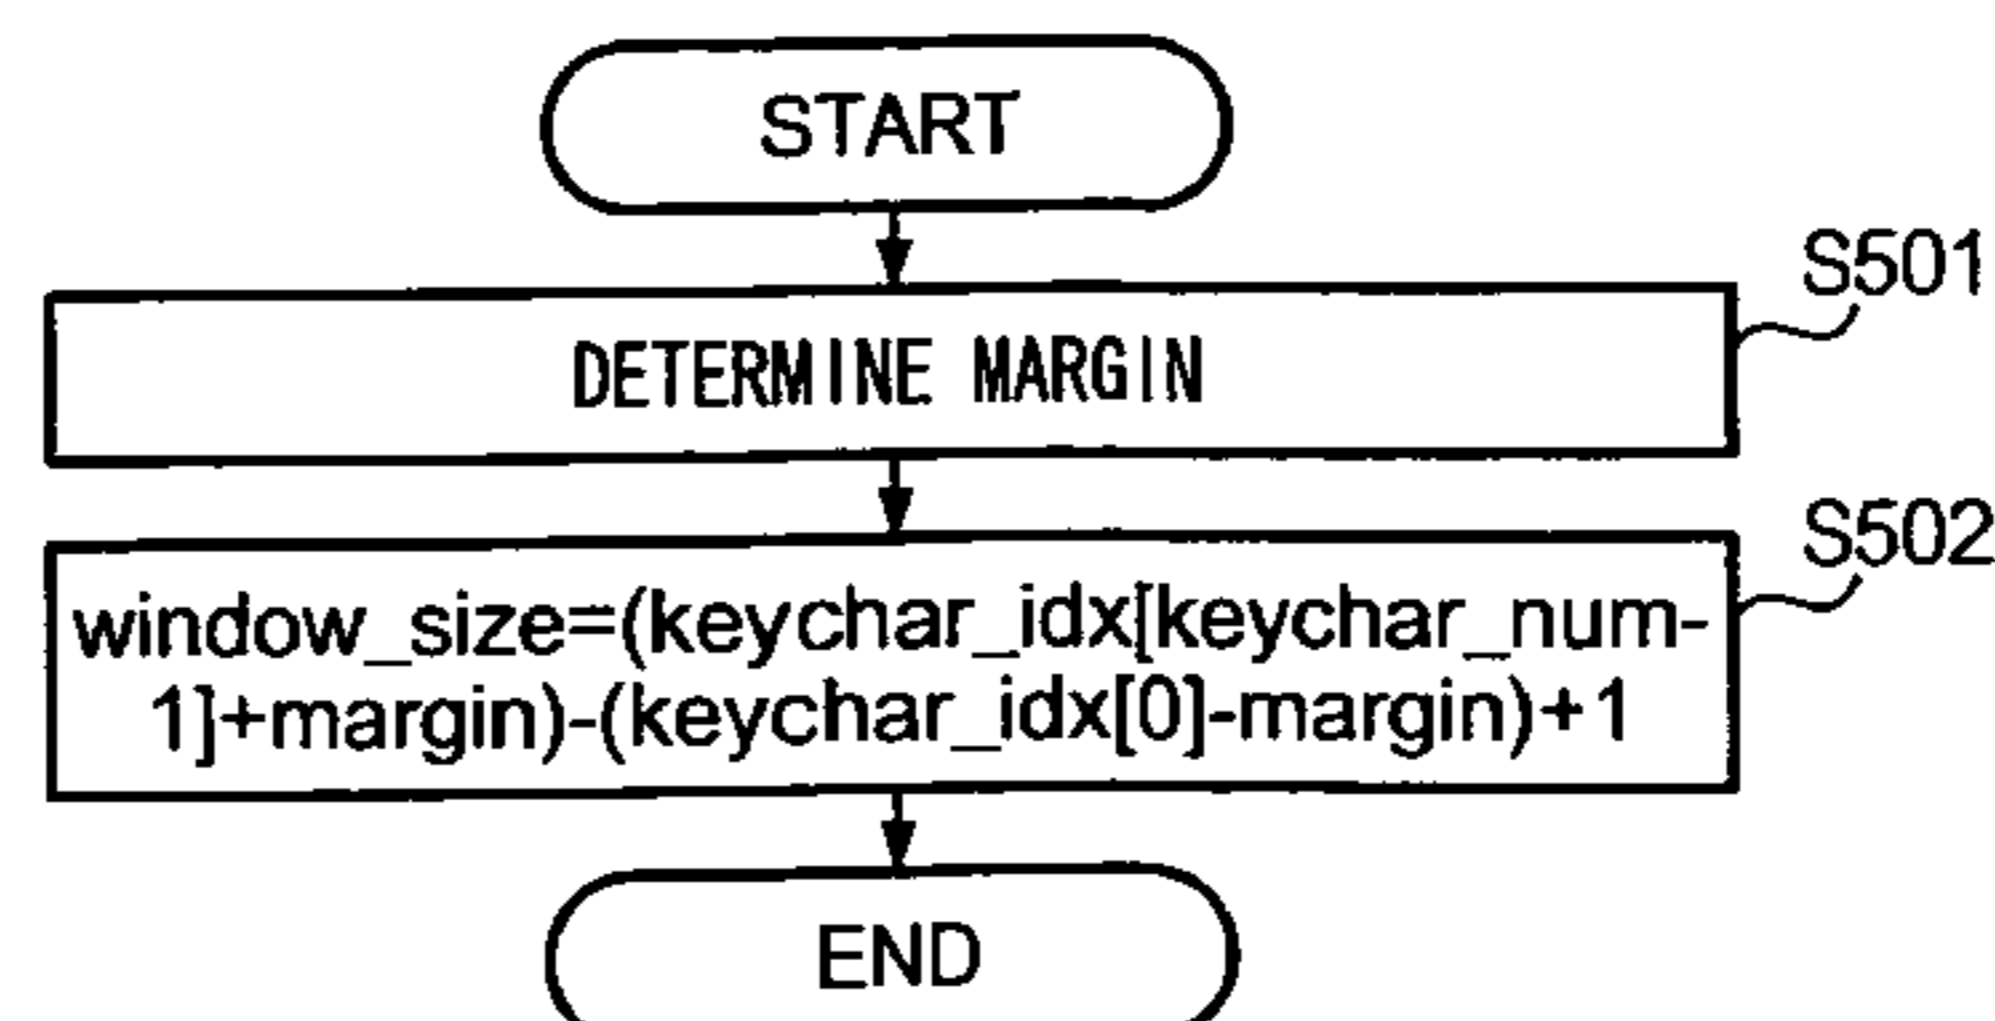 START
S501
DETERMINE MARGIN
S502
window_size=(keychar_idx[keychar_num-
1]+margin)-(keychar_idx[0]-margin)+1
END